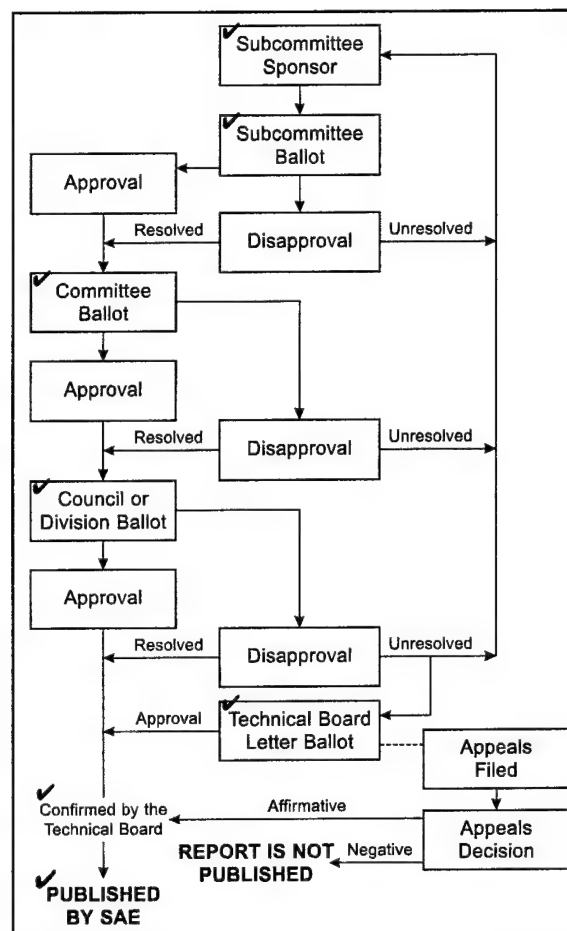 Subcommittee
Sponsor
Subcommittee
Ballot
Approval
Resolved
Disapproval
Unresolved
Committee
Ballot
Approval
Resolved
Disapproval
Unresolved
Council or
Division Ballot
Approval
Resolved
Disapproval
Unresolved
Approval
Technical Board
Letter Ballot
Appeals
Filed
Confirmed by the
Technical Board
Affirmative
Appeals
Decision
REPORT IS NOT
PUBLISHED
Negative
PUBLISHED
BY SAE